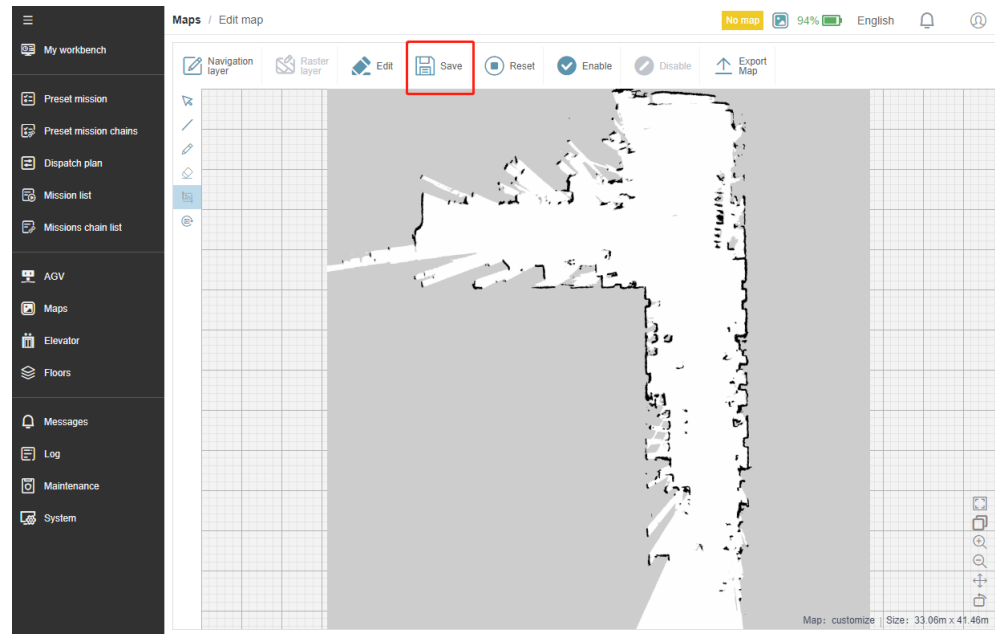 Maps / Edit map
No map 94% English
My workbench
Preset mission
Preset mission chains
Dispatch plan
Mission list
Missions chain list
AGV
Maps
Elevator
Floors
Messages
Log
Maintenance
System
Navigation layer
Raster layer
Edit
Save
Reset
Enable
Disable
Export Map
Map: customize | Size: 33.06m x 41.46m